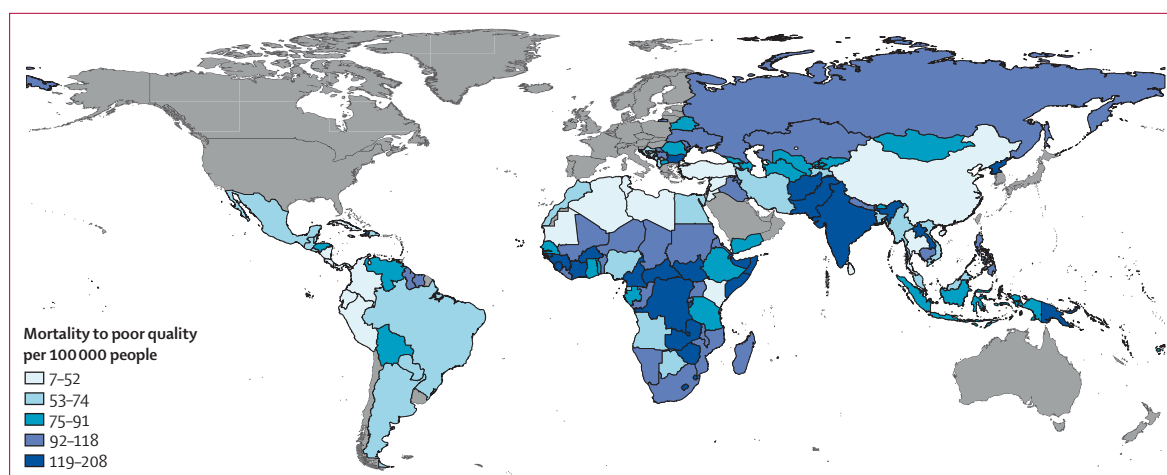 Mortality to poor quality
per 100 000 people
7–52
53–74
75–91
92–118
119–208